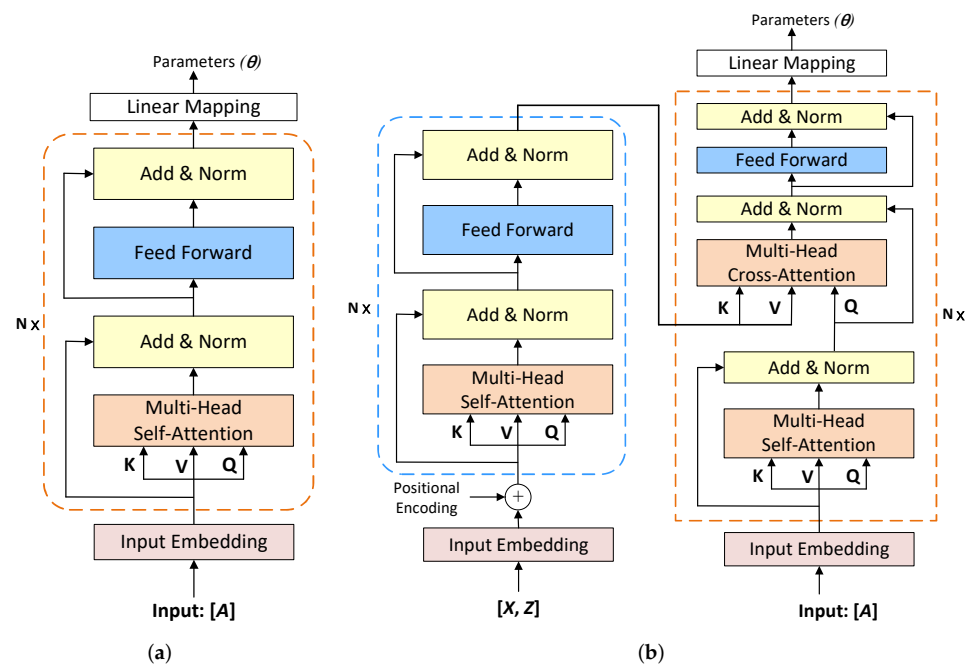 Parameters (θ)
Linear Mapping
Add & Norm
Feed Forward
N x
Add & Norm
Multi-Head
Self-Attention
K V Q
Input Embedding
Input: [A]
(a)
Add & Norm
Feed Forward
Add & Norm
Multi-Head
Self-Attention
K V Q
Positional
Encoding
+
Input Embedding
[X, Z]
Parameters (θ)
Linear Mapping
Add & Norm
Feed Forward
Add & Norm
Multi-Head
Cross-Attention
K V Q
N x
Add & Norm
Multi-Head
Self-Attention
K V Q
Input Embedding
Input: [A]
(b)